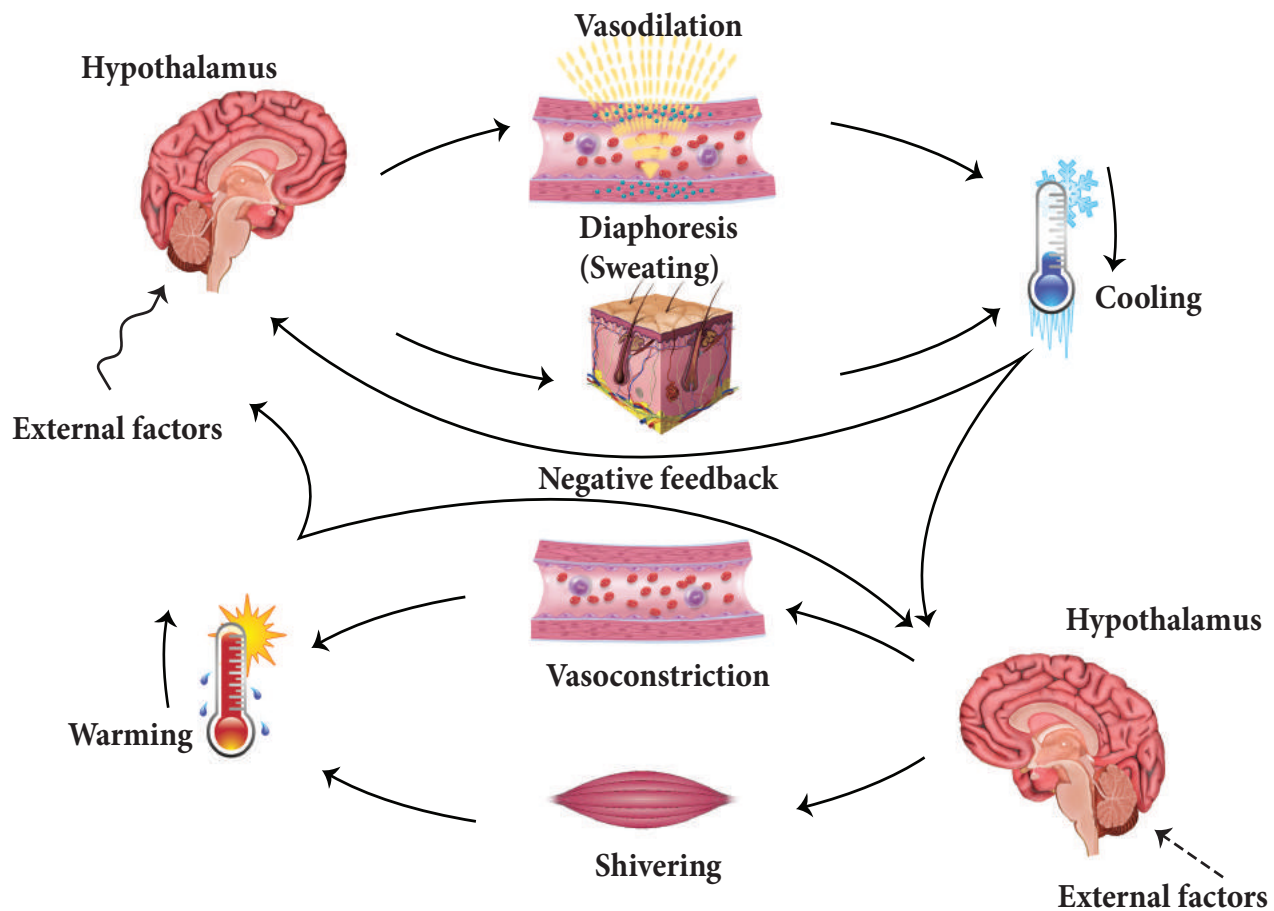 Vasodilation
Hypothalamus
Diaphoresis
(Sweating)
Cooling
External factors
Negative feedback
Hypothalamus
Vasoconstriction
Warming
Shivering
External factors